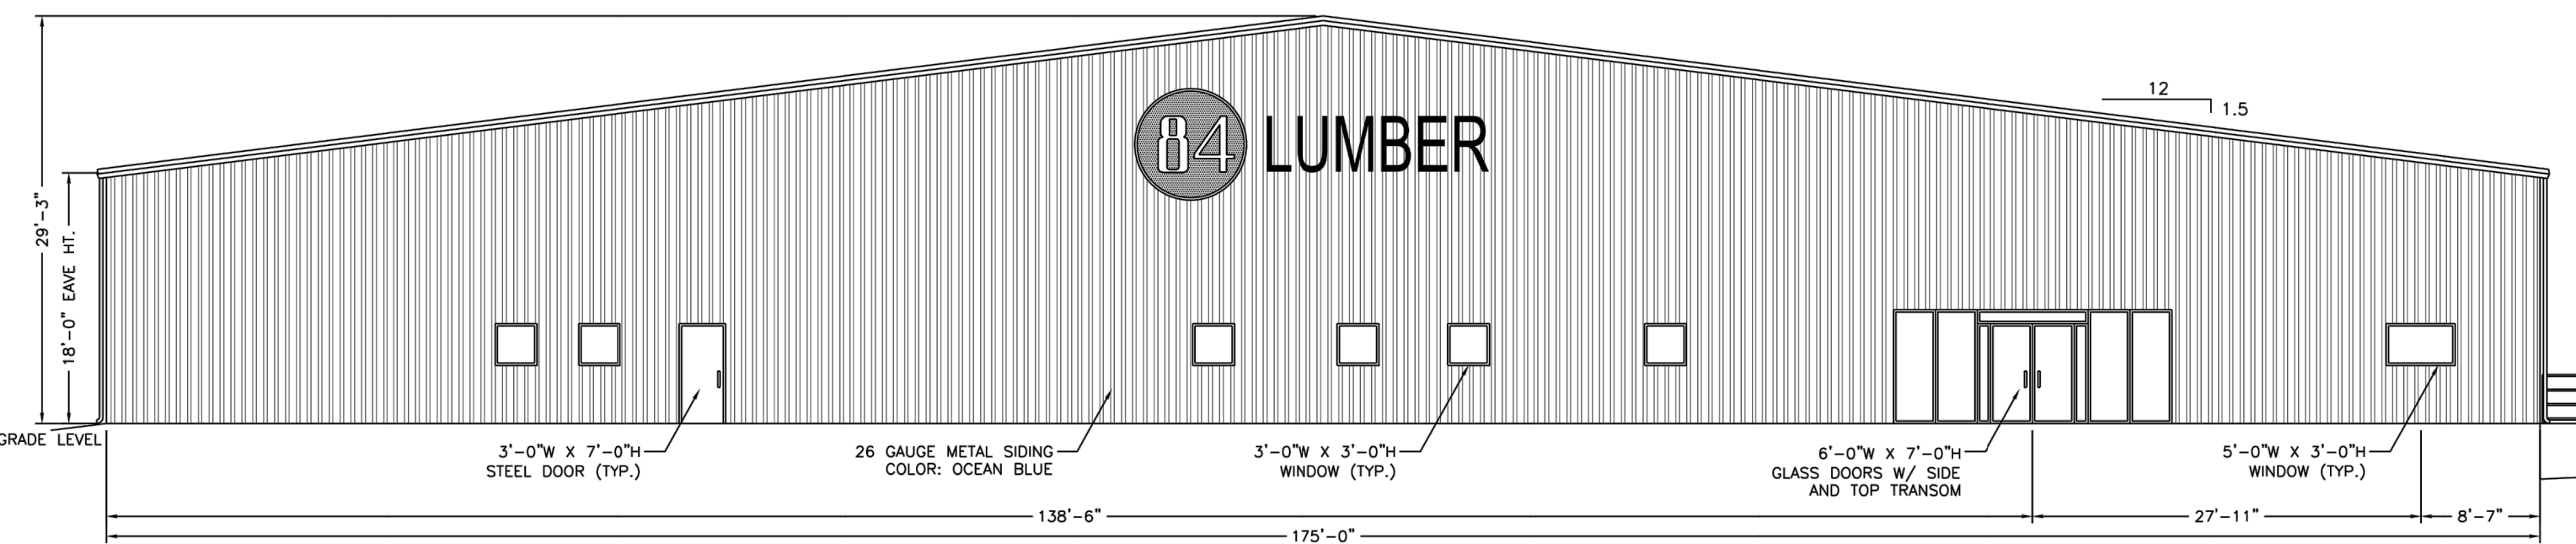 29'-3"
18'-0" EAVE HT.
84 LUMBER
12
1.5
GRADE LEVEL
3'-0"W X 7'-0"H
STEEL DOOR (TYP.)
26 GAUGE METAL SIDING
COLOR: OCEAN BLUE
3'-0"W X 3'-0"H
WINDOW (TYP.)
6'-0"W X 7'-0"H
GLASS DOORS W/ SIDE
AND TOP TRANSOM
5'-0"W X 3'-0"H
WINDOW (TYP.)
138'-6"
27'-11"
8'-7"
175'-0"